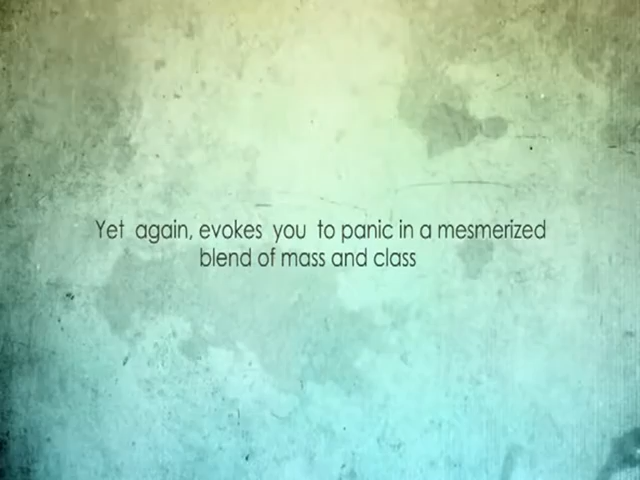 Yet again, evokes you to panic in a mesmerized
blend of mass and class